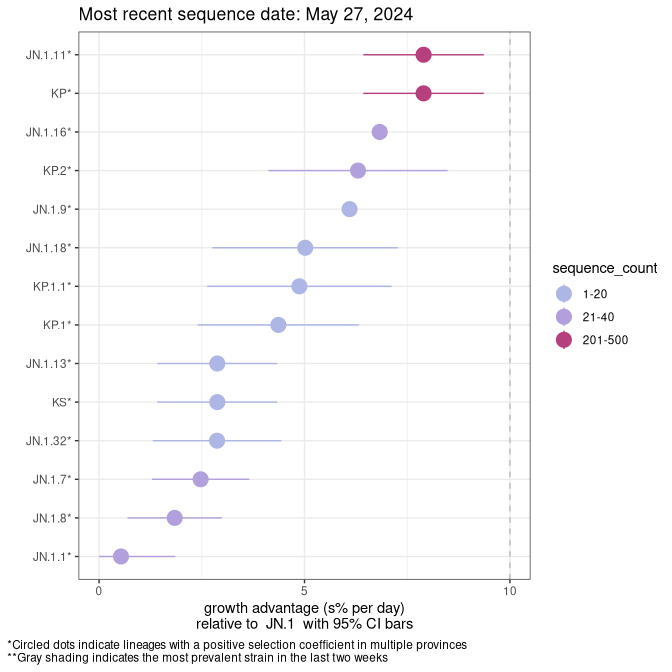 Most recent sequence date: May 27, 2024
JN.1.11*
KP*
JN.1.16*
KP.2*
JN.1.9*
JN.1.18*
KP.1.1*
KP.1*
JN.1.13*
KS*
JN.1.32*
JN.1.7*
JN.1.8*
JN.1.1*
0 5 10
growth advantage (s% per day)
relative to JN.1 with 95% CI bars
sequence_count
1-20
21-40
201-500
*Circled dots indicate lineages with a positive selection coefficient in multiple provinces
**Gray shading indicates the most prevalent strain in the last two weeks